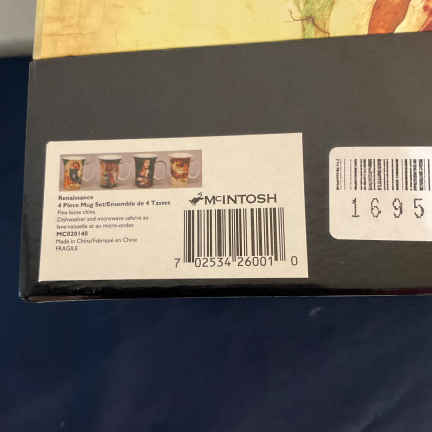 Renaissance
4 Piece Mug Set/Ensemble de 4 Tasses
Fine bone china
Dishwasher and microwave safe/va au
lave-vaisselle et au micro-ondes
Made in China/Fabriqué en Chine
FRAGILE
McINTOSH
7 02534 26001 0
1695